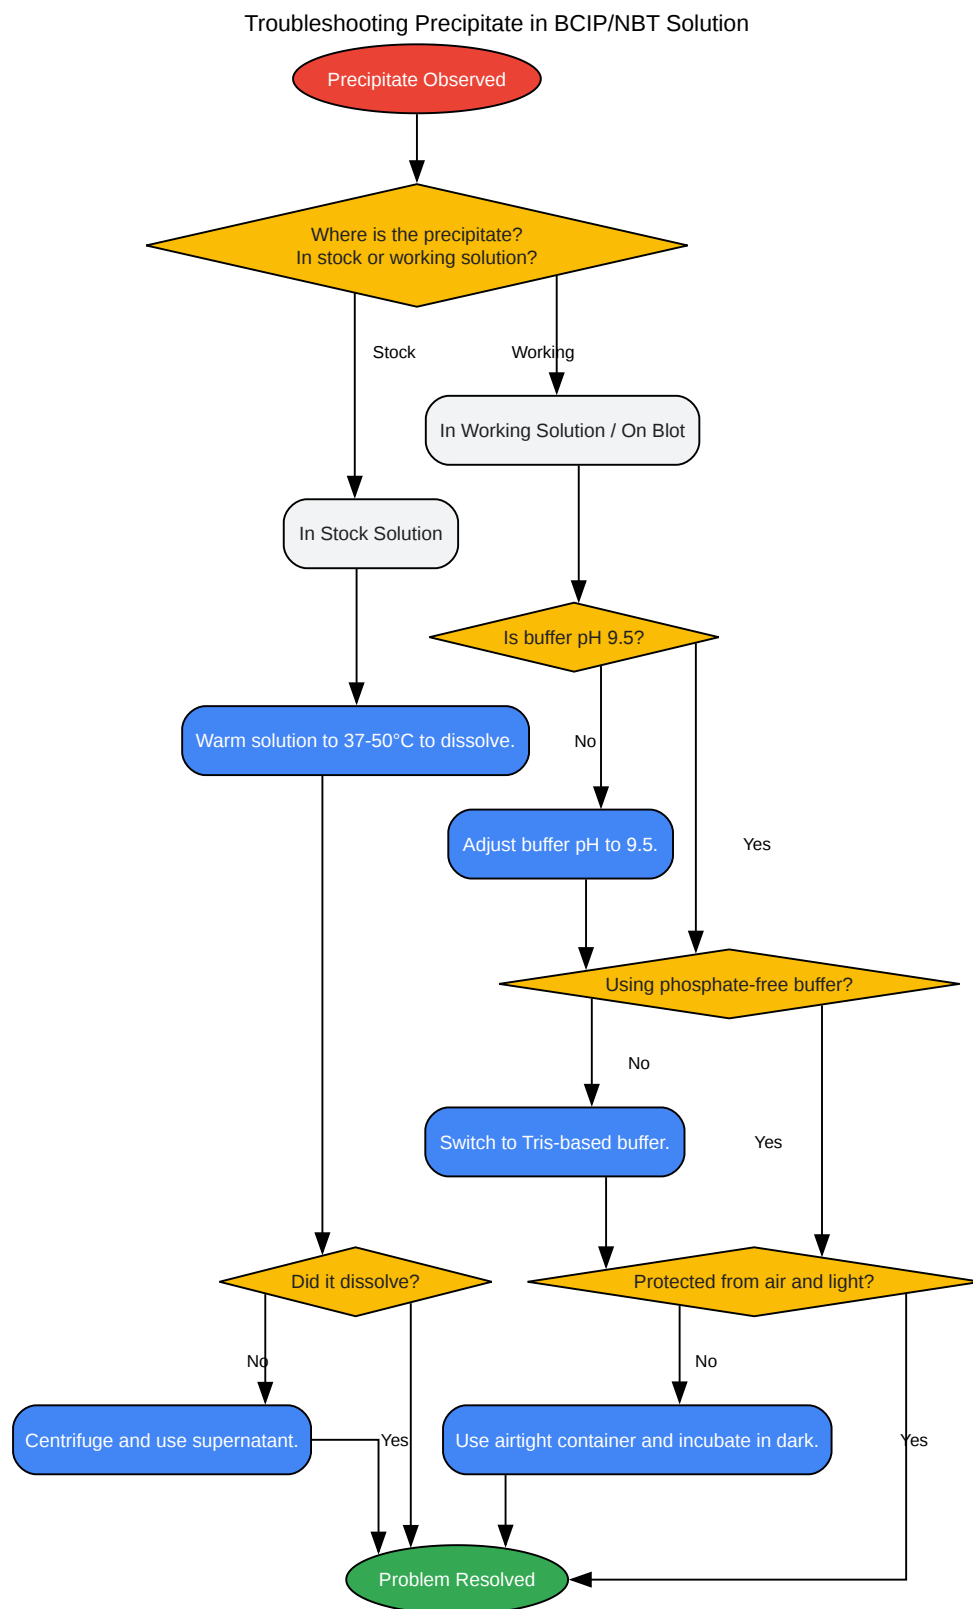 Troubleshooting Precipitate in BCIP/NBT Solution
Precipitate Observed
Where is the precipitate?
In stock or working solution?
Stock
Working
In Working Solution / On Blot
In Stock Solution
Is buffer pH 9.5?
Warm solution to 37-50°C to dissolve.
No
Adjust buffer pH to 9.5.
Yes
Using phosphate-free buffer?
No
Switch to Tris-based buffer.
Yes
Did it dissolve?
Protected from air and light?
No
No
Centrifuge and use supernatant.
Yes
Use airtight container and incubate in dark.
Yes
Problem Resolved